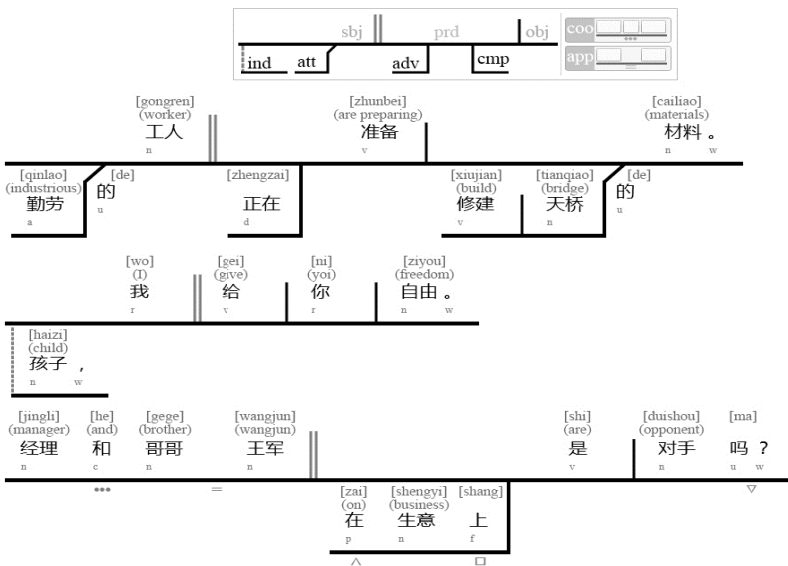 sbj prd obj
ind att adv cmp
coo
app
[gongren] [zhunbei] [cailiao]
(worker) (are preparing) (materials)
工人 准备 材料。
n v n w
[qinlao] [de] [zhengzai] [xiujian] [tianqiao] [de]
(industrious) (build) (bridge)
勤劳 的 正在 修建 天桥 的
a u d v n u
[wo] [gei] [ni] [ziyou]
(I) (give) (yoi) (freedom)
我 给 你 自由。
r v r n w
[haizi]
(child)
孩子，
n w
[jingli] [he] [gege] [wangjun] [shi] [duishou] [ma]
(manager) (and) (brother) (wangjun) (are) (opponent)
经理 和 哥哥 王军 是 对手 吗？
n c n n v n u w
[zai] [shengyi] [shang]
(on) (business)
在 生意 上
p n f